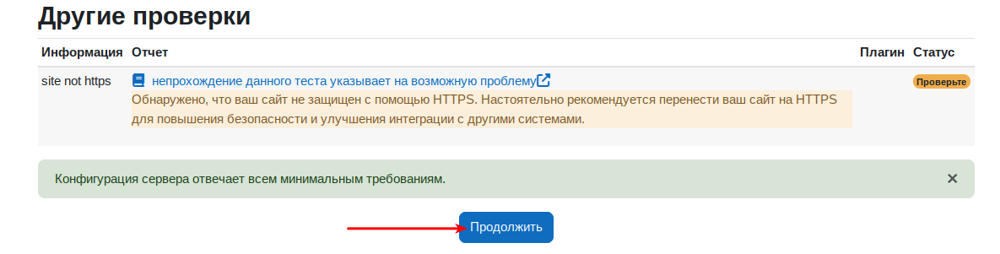 Другие проверки
Информация Отчет Плагин Статус
site not https непрохождение данного теста указывает на возможную проблему Проверьте
Обнаружено, что ваш сайт не защищен с помощью HTTPS. Настоятельно рекомендуется перенести ваш сайт на HTTPS
для повышения безопасности и улучшения интеграции с другими системами.
Конфигурация сервера отвечает всем минимальным требованиям. ×
Продолжить